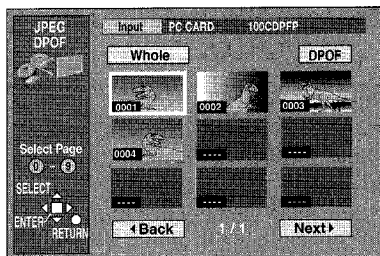 JPEG
DPOF
Input PC CARD 100CDPFP
Whole DPOF
0001 0002 0003
0004 ---- ----
---- ---- ----
Select Page
0 - 9
SELECT
ENTER
RETURN
Back 1/1 Next